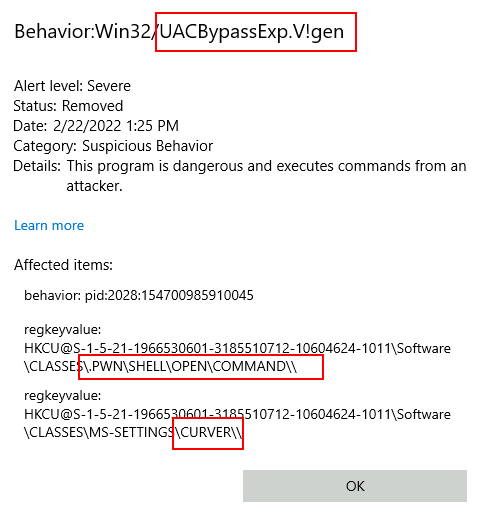 Behavior:Win32/UACBypassExp.V!gen
Alert level: Severe
Status: Removed
Date: 2/22/2022 1:25 PM
Category: Suspicious Behavior
Details: This program is dangerous and executes commands from an
attacker.
Learn more
Affected items:
behavior: pid:2028:154700985910045
regkeyvalue:
HKCU@S-1-5-21-1966530601-3185510712-10604624-1011\Software
\CLASSES\.PWN\SHELL\OPEN\COMMAND\\
regkeyvalue:
HKCU@S-1-5-21-1966530601-3185510712-10604624-1011\Software
\CLASSES\MS-SETTINGS\CURVER\\
OK